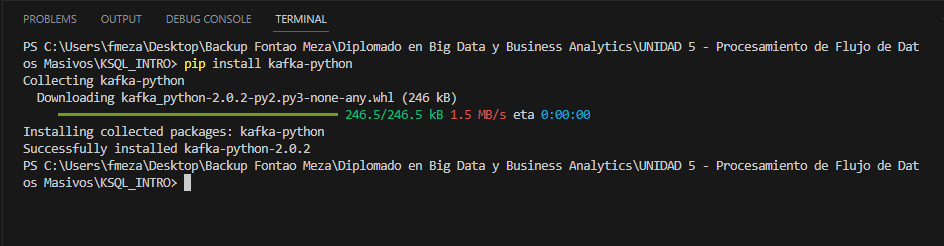 PROBLEMS OUTPUT DEBUG CONSOLE TERMINAL
PS C:\Users\fmeza\Desktop\Backup Fontao Meza\Diplomado en Big Data y Business Analytics\UNIDAD 5 - Procesamiento de Flujo de Dat
os Masivos\KSQL_INTRO> pip install kafka-python
Collecting kafka-python
  Downloading kafka_python-2.0.2-py2.py3-none-any.whl (246 kB)
246.5/246.5 kB 1.5 MB/s eta 0:00:00
Installing collected packages: kafka-python
Successfully installed kafka-python-2.0.2
PS C:\Users\fmeza\Desktop\Backup Fontao Meza\Diplomado en Big Data y Business Analytics\UNIDAD 5 - Procesamiento de Flujo de Dat
os Masivos\KSQL_INTRO>